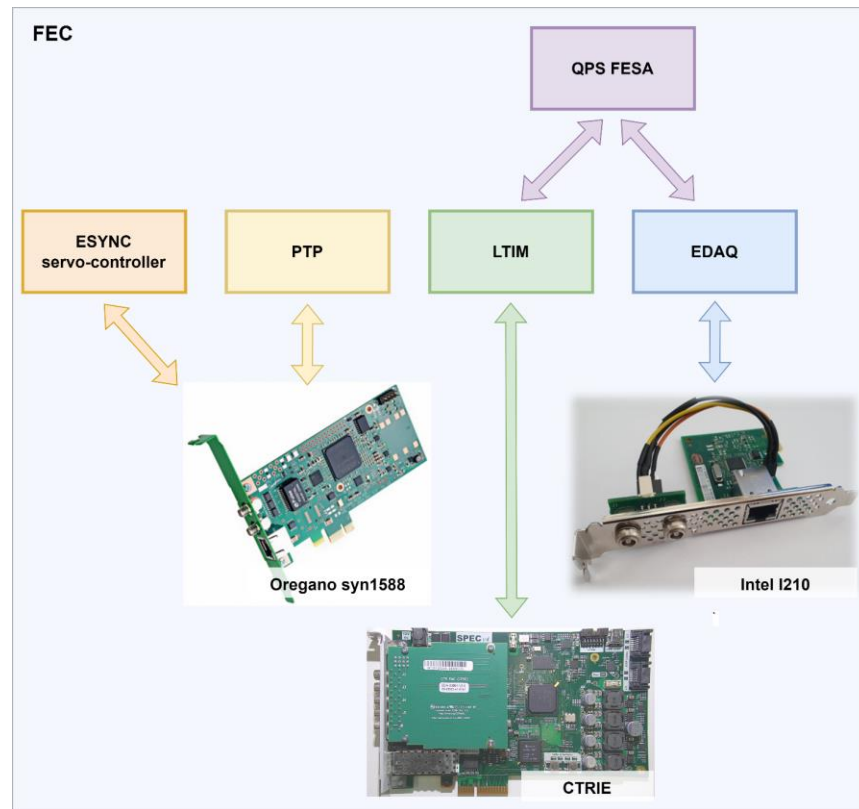 FEC
QPS FESA
ESYNC
servo-controller
PTP
LTIM
EDAQ
Oregano syn1588
Intel I210
SPEC
CTRIE